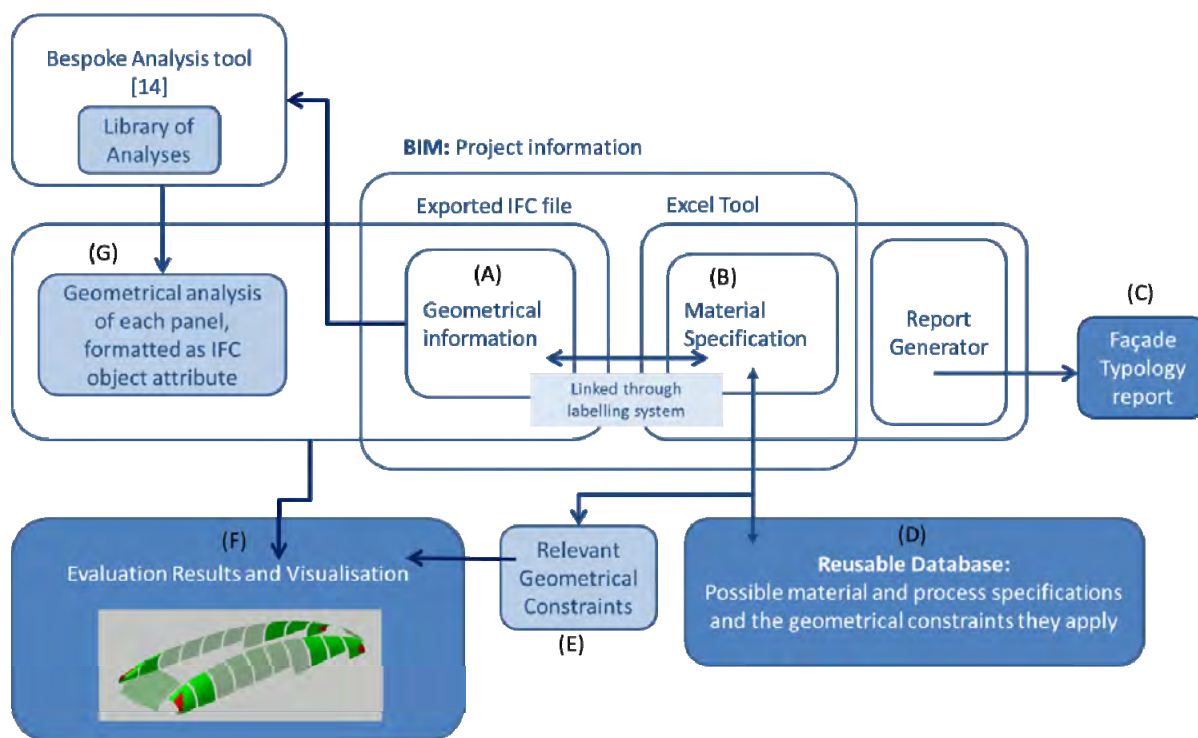 Bespoke Analysis tool
[14]
Library of
Analyses
BIM: Project information
Exported IFC file
Excel Tool
(G)
Geometrical analysis
of each panel,
formatted as IFC
object attribute
(A)
Geometrical
information
(B)
Material
Specification
Linked through
labelling system
Report
Generator
(C)
Façade
Typology
report
(F)
Evaluation Results and Visualisation
Relevant
Geometrical
Constraints
(E)
(D)
Reusable Database:
Possible material and process specifications
and the geometrical constraints they apply